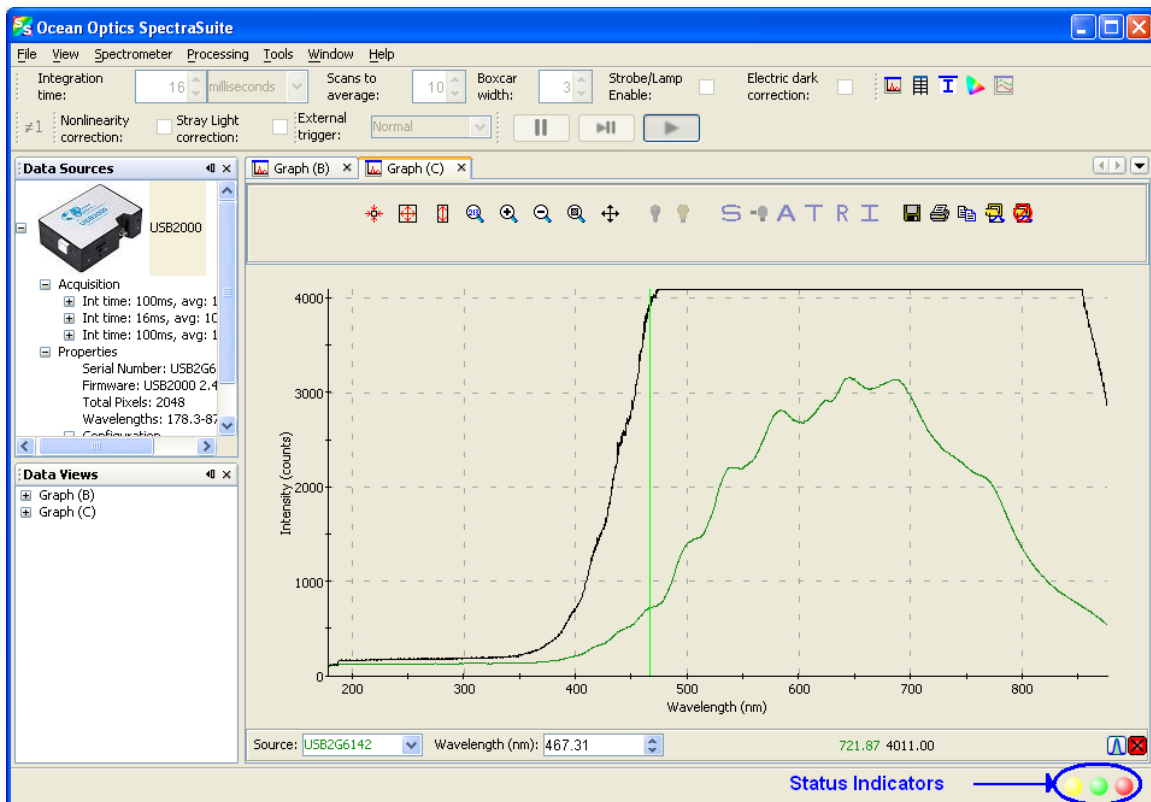 Ocean Optics SpectraSuite
File View Spectrometer Processing Tools Window Help
Integration time: 16 milliseconds Scans to average: 10 Boxcar width: 3 Strobe/Lamp Enable: Electric dark correction:
≠1 Nonlinearity correction: Stray Light correction: External trigger: Normal
Data Sources
USB2000
Acquisition
Int time: 100ms, avg: 1
Int time: 16ms, avg: 10
Int time: 100ms, avg: 1
Properties
Serial Number: USB2G6
Firmware: USB2000 2.4
Total Pixels: 2048
Wavelengths: 178.3-87
Configuration
Data Views
Graph (B)
Graph (C)
Graph (B) Graph (C)
S A T R I
Intensity (counts)
4000
3000
2000
1000
0
200 300 400 500 600 700 800
Wavelength (nm)
Source: USB2G6142 Wavelength (nm): 467.31 721.87 4011.00
Status Indicators